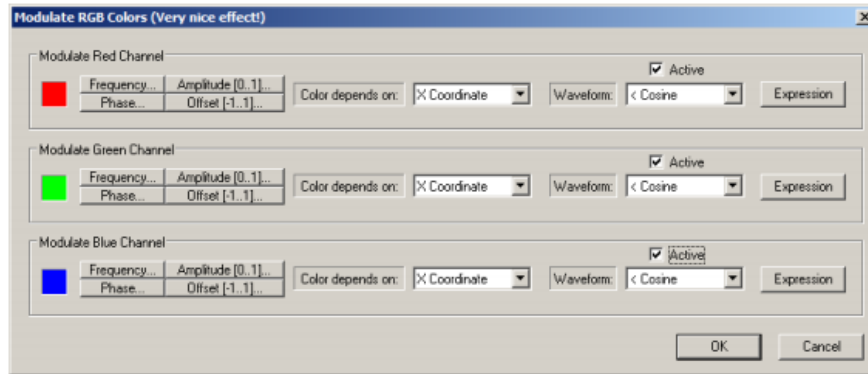 Modulate RGB Colors (Very nice effect!)
Modulate Red Channel
Active
Frequency... Amplitude [0..1]... Color depends on: X Coordinate Waveform: < Cosine Expression
Phase... Offset [-1..1]...
Modulate Green Channel
Active
Frequency... Amplitude [0..1]... Color depends on: X Coordinate Waveform: < Cosine Expression
Phase... Offset [-1..1]...
Modulate Blue Channel
Active
Frequency... Amplitude [0..1]... Color depends on: X Coordinate Waveform: < Cosine Expression
Phase... Offset [-1..1]...
OK Cancel